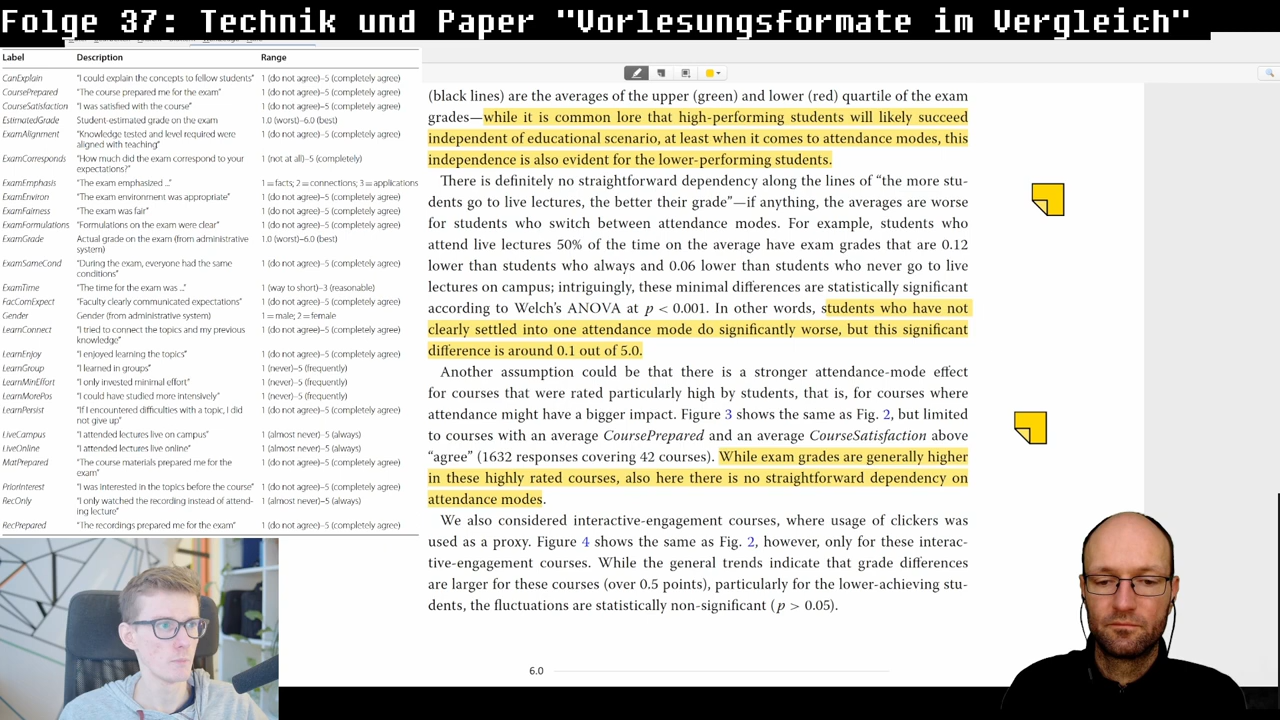 Folge 37: Technik und Paper "Vorlesungsformate im Vergleich"
Label Description Range
CanExplain "I could explain the concepts to fellow students" 1 (do not agree)–5 (completely agree)
CoursePrepared "The course prepared me for the exam" 1 (do not agree)–5 (completely agree)
CourseSatisfaction "I was satisfied with the course" 1 (do not agree)–5 (completely agree)
EstimatedGrade Student-estimated grade on the exam 1.0 (worst)–6.0 (best)
ExamAlignment "Knowledge tested and level required were 1 (do not agree)–5 (completely agree)
aligned with teaching"
ExamCorresponds "How much did the exam correspond to your 1 (not at all)–5 (completely)
expectations?"
ExamEmphasis "The exam emphasized ..." 1 = facts; 2 = connections; 3 = applications
ExamEnviron "The exam environment was appropriate" 1 (do not agree)–5 (completely agree)
ExamFairness "The exam was fair" 1 (do not agree)–5 (completely agree)
ExamFormulations "Formulations on the exam were clear" 1 (do not agree)–5 (completely agree)
ExamGrade Actual grade on the exam (from administrative 1.0 (worst)–6.0 (best)
system)
ExamSameCond "During the exam, everyone had the same 1 (do not agree)–5 (completely agree)
conditions"
ExamTime "The time for the exam was ..." 1 (way to short)–3 (reasonable)
FacComExpect "Faculty clearly communicated expectations" 1 (do not agree)–5 (completely agree)
Gender Gender (from administrative system) 1 = male; 2 = female
LearnConnect "I tried to connect the topics and my previous 1 (do not agree)–5 (completely agree)
knowledge"
LearnEnjoy "I enjoyed learning the topics" 1 (do not agree)–5 (completely agree)
LearnGroup "I learned in groups" 1 (never)–5 (frequently)
LearnMinEffort "I only invested minimal effort" 1 (do not agree)–5 (completely agree)
LearnMorePos "I could have studied more intensively" 1 (never)–5 (frequently)
LearnPersist "If I encountered difficulties with a topic, I did 1 (do not agree)–5 (completely agree)
not give up"
LiveCampus "I attended lectures live on campus" 1 (almost never)–5 (always)
LiveOnline "I attended lectures live online" 1 (almost never)–5 (always)
MatPrepared "The course materials prepared me for the 1 (do not agree)–5 (completely agree)
exam"
PriorInterest "I was interested in the topics before the course" 1 (do not agree)–5 (completely agree)
RecOnly "I only watched the recording instead of attend- 1 (almost never)–5 (always)
ing lecture"
RecPrepared "The recordings prepared me for the exam" 1 (do not agree)–5 (completely agree)
(black lines) are the averages of the upper (green) and lower (red) quartile of the exam
grades—while it is common lore that high-performing students will likely succeed
independent of educational scenario, at least when it comes to attendance modes, this
independence is also evident for the lower-performing students.
There is definitely no straightforward dependency along the lines of “the more stu-
dents go to live lectures, the better their grade”—if anything, the averages are worse
for students who switch between attendance modes. For example, students who
attend live lectures 50% of the time on the average have exam grades that are 0.12
lower than students who always and 0.06 lower than students who never go to live
lectures on campus; intriguingly, these minimal differences are statistically significant
according to Welch’s ANOVA at p < 0.001. In other words, students who have not
clearly settled into one attendance mode do significantly worse, but this significant
difference is around 0.1 out of 5.0.
Another assumption could be that there is a stronger attendance-mode effect
for courses that were rated particularly high by students, that is, for courses where
attendance might have a bigger impact. Figure 3 shows the same as Fig. 2, but limited
to courses with an average CoursePrepared and an average CourseSatisfaction above
“agree” (1632 responses covering 42 courses). While exam grades are generally higher
in these highly rated courses, also here there is no straightforward dependency on
attendance modes.
We also considered interactive-engagement courses, where usage of clickers was
used as a proxy. Figure 4 shows the same as Fig. 2, however, only for these interac-
tive-engagement courses. While the general trends indicate that grade differences
are larger for these courses (over 0.5 points), particularly for the lower-achieving stu-
dents, the fluctuations are statistically non-significant (p > 0.05).
6.0